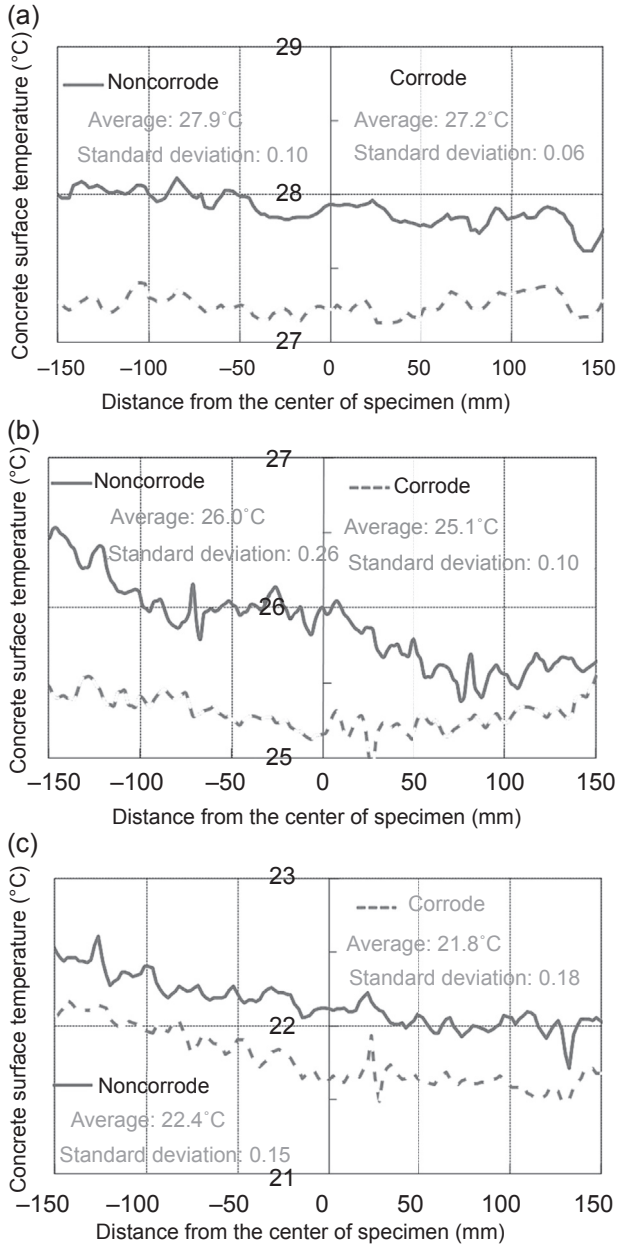 (a)
Concrete surface temperature (°C)
29
Noncorrode Corrode
Average: 27.9°C Average: 27.2°C
Standard deviation: 0.10 Standard deviation: 0.06
28
27
–150 –100 –50 0 50 100 150
Distance from the center of specimen (mm)
(b)
Concrete surface temperature (°C)
27
Noncorrode Corrode
Average: 26.0°C Average: 25.1°C
Standard deviation: 0.26 Standard deviation: 0.10
26
25
–150 –100 –50 0 50 100 150
Distance from the center of specimen (mm)
(c)
Concrete surface temperature (°C)
23
Corrode
Average: 21.8°C
Standard deviation: 0.18
22
Noncorrode
Average: 22.4°C
Standard deviation: 0.15
21
–150 –100 –50 0 50 100 150
Distance from the center of specimen (mm)